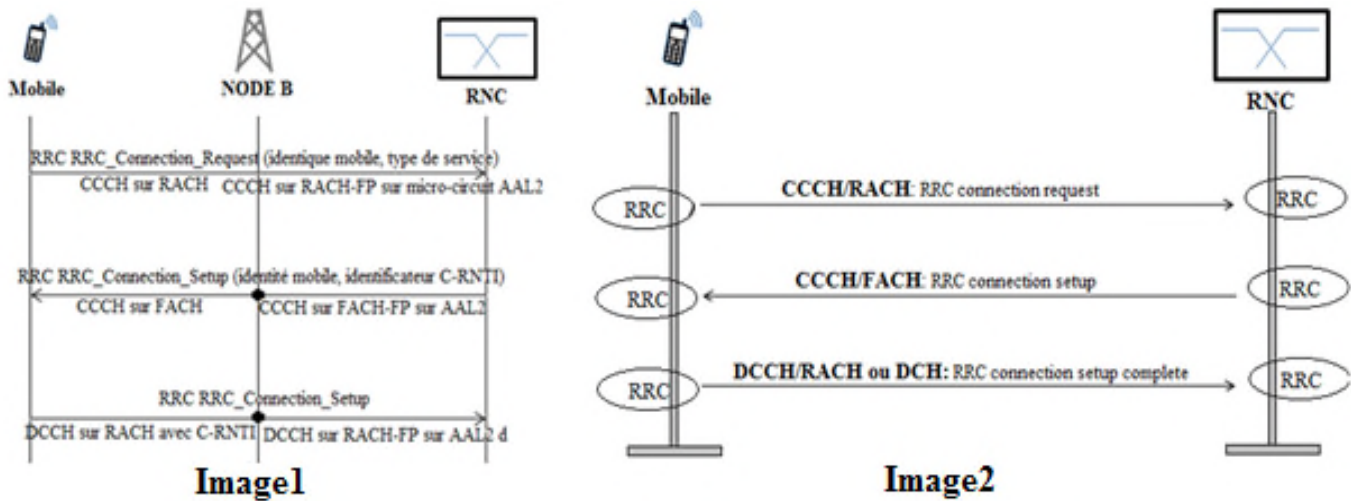 Mobile
NODE B
RNC
RRC RRC_Connection_Request (identique mobile, type de service)
CCCH sur RACH
CCCH sur RACH-FP sur micro-circuit AAL2
RRC RRC_Connection_Setup (identité mobile, identificateur C-RNTI)
CCCH sur FACH
CCCH sur FACH-FP sur AAL2
RRC RRC_Connection_Setup
DCCH sur RACH avec C-RNTI
DCCH sur RACH-FP sur AAL2 d
Image1
Mobile
RNC
RRC
CCCH/RACH: RRC connection request
RRC
RRC
CCCH/FACH: RRC connection setup
RRC
RRC
DCCH/RACH ou DCH: RRC connection setup complete
RRC
Image2